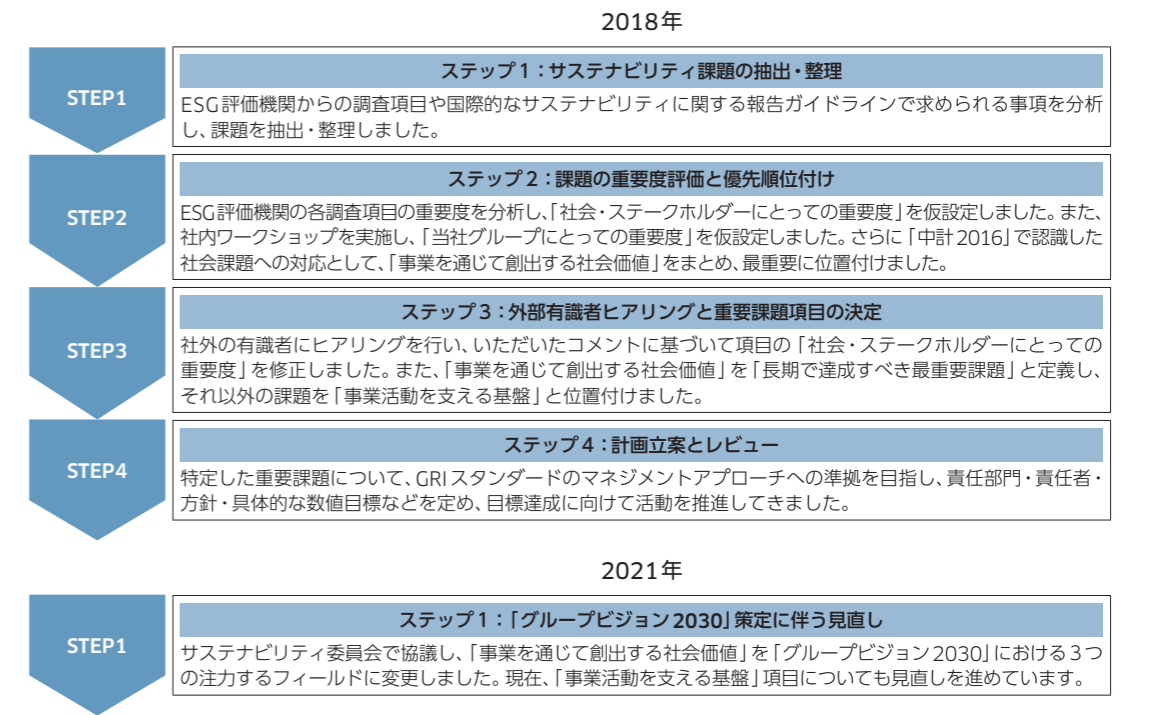 2018年
STEP1
ステップ1：サステナビリティ課題の抽出・整理
ESG評価機関からの調査項目や国際的なサステナビリティに関する報告ガイドラインで求められる事項を分析
し、課題を抽出・整理しました。
STEP2
ステップ2：課題の重要度評価と優先順位付け
ESG評価機関の各調査項目の重要度を分析し、「社会・ステークホルダーにとっての重要度」を仮設定しました。また、
社内ワークショップを実施し、「当社グループにとっての重要度」を仮設定しました。さらに「中計2016」で認識した
社会課題への対応として、「事業を通じて創出する社会価値」をまとめ、最重要に位置付けました。
STEP3
ステップ3：外部有識者ヒアリングと重要課題項目の決定
社外の有識者にヒアリングを行い、いただいたコメントに基づいて項目の「社会・ステークホルダーにとっての
重要度」を修正しました。また、「事業を通じて創出する社会価値」を「長期で達成すべき最重要課題」と定義し、
それ以外の課題を「事業活動を支える基盤」と位置付けました。
STEP4
ステップ4：計画立案とレビュー
特定した重要課題について、GRIスタンダードのマネジメントアプローチへの準拠を目指し、責任部門・責任者・
方針・具体的な数値目標などを定め、目標達成に向けて活動を推進してきました。
2021年
STEP1
ステップ1：「グループビジョン2030」策定に伴う見直し
サステナビリティ委員会で協議し、「事業を通じて創出する社会価値」を「グループビジョン2030」における3つ
の注力するフィールドに変更しました。現在、「事業活動を支える基盤」項目についても見直しを進めています。